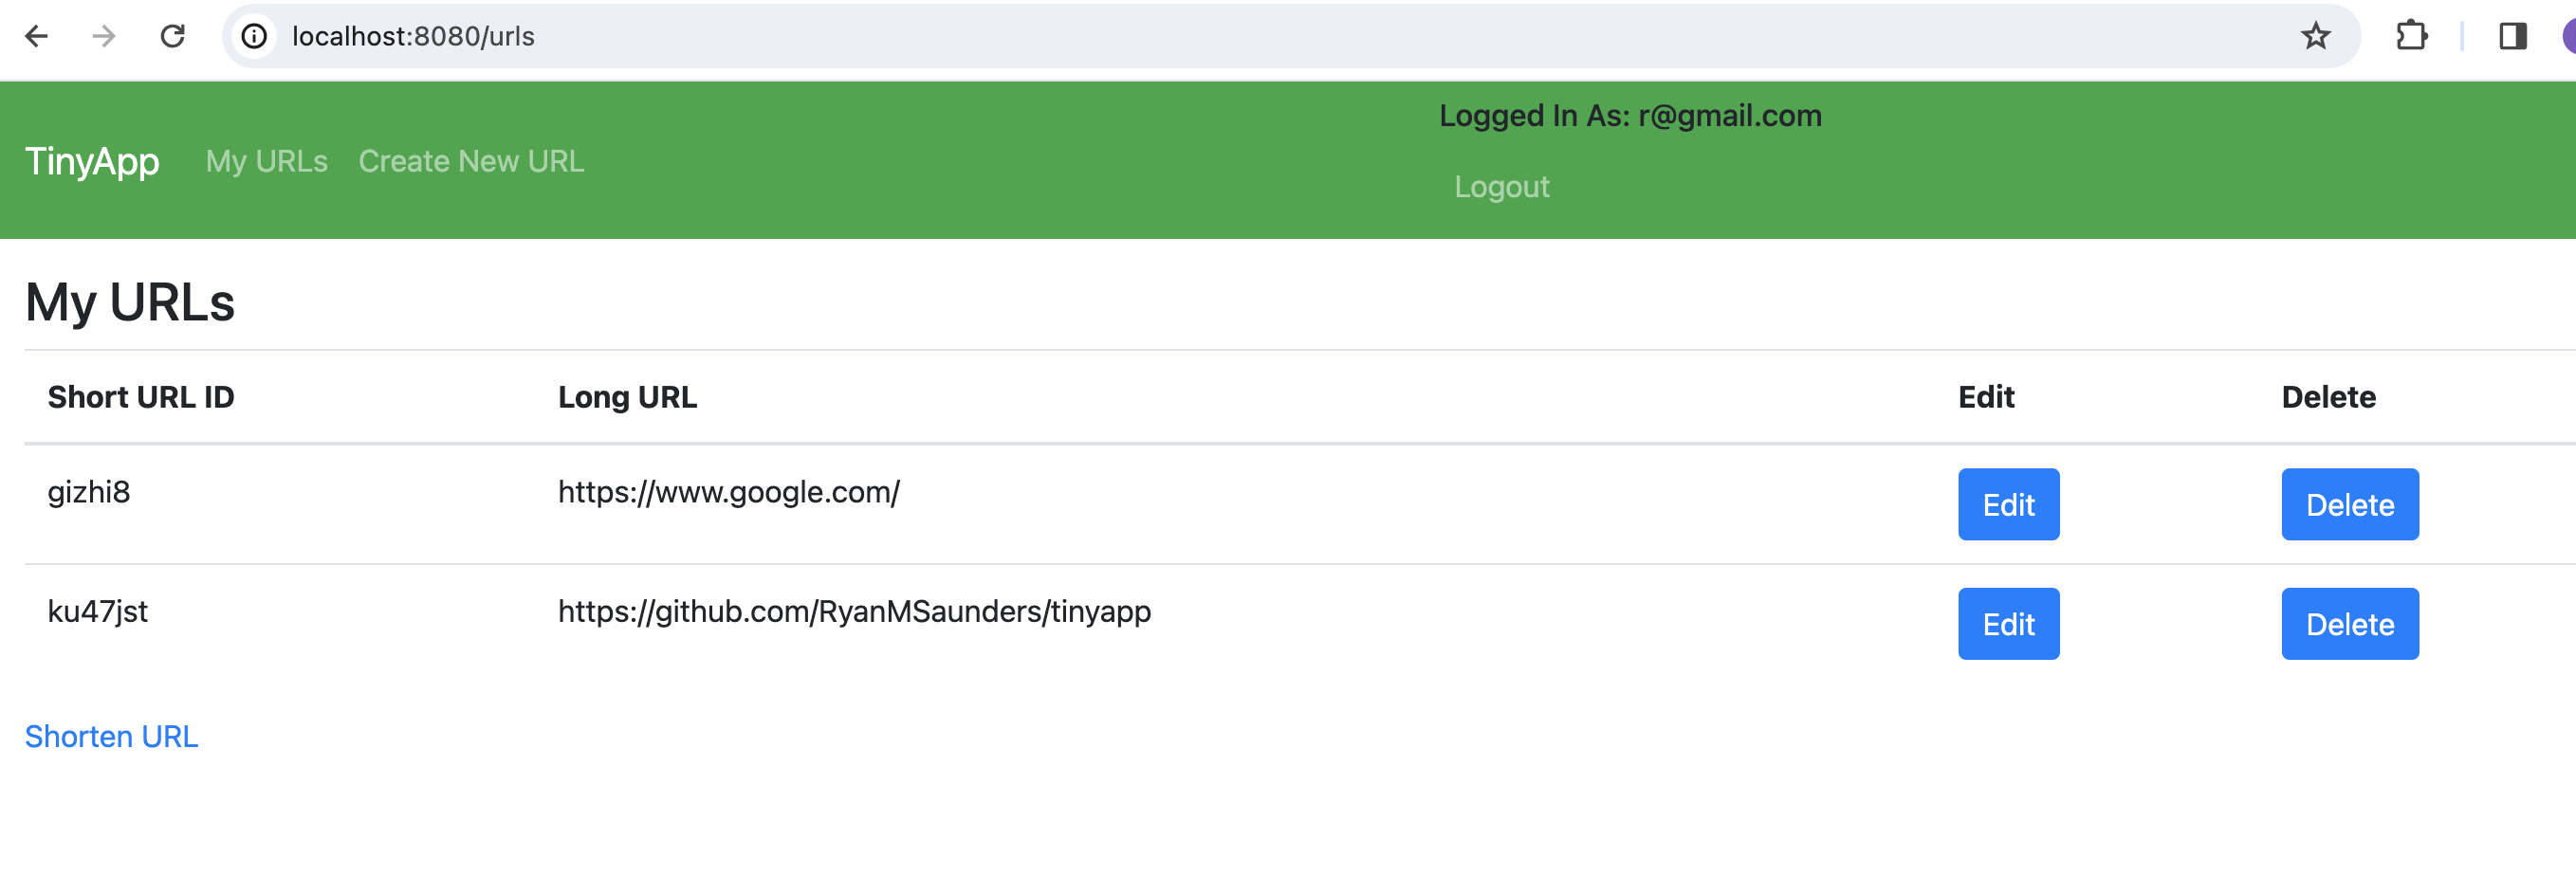 localhost:8080/urls
Logged In As: r@gmail.com
TinyApp My URLs Create New URL
Logout
My URLs
Short URL ID Long URL Edit Delete
gizhi8 https://www.google.com/ Edit Delete
ku47jst https://github.com/RyanMSaunders/tinyapp Edit Delete
Shorten URL